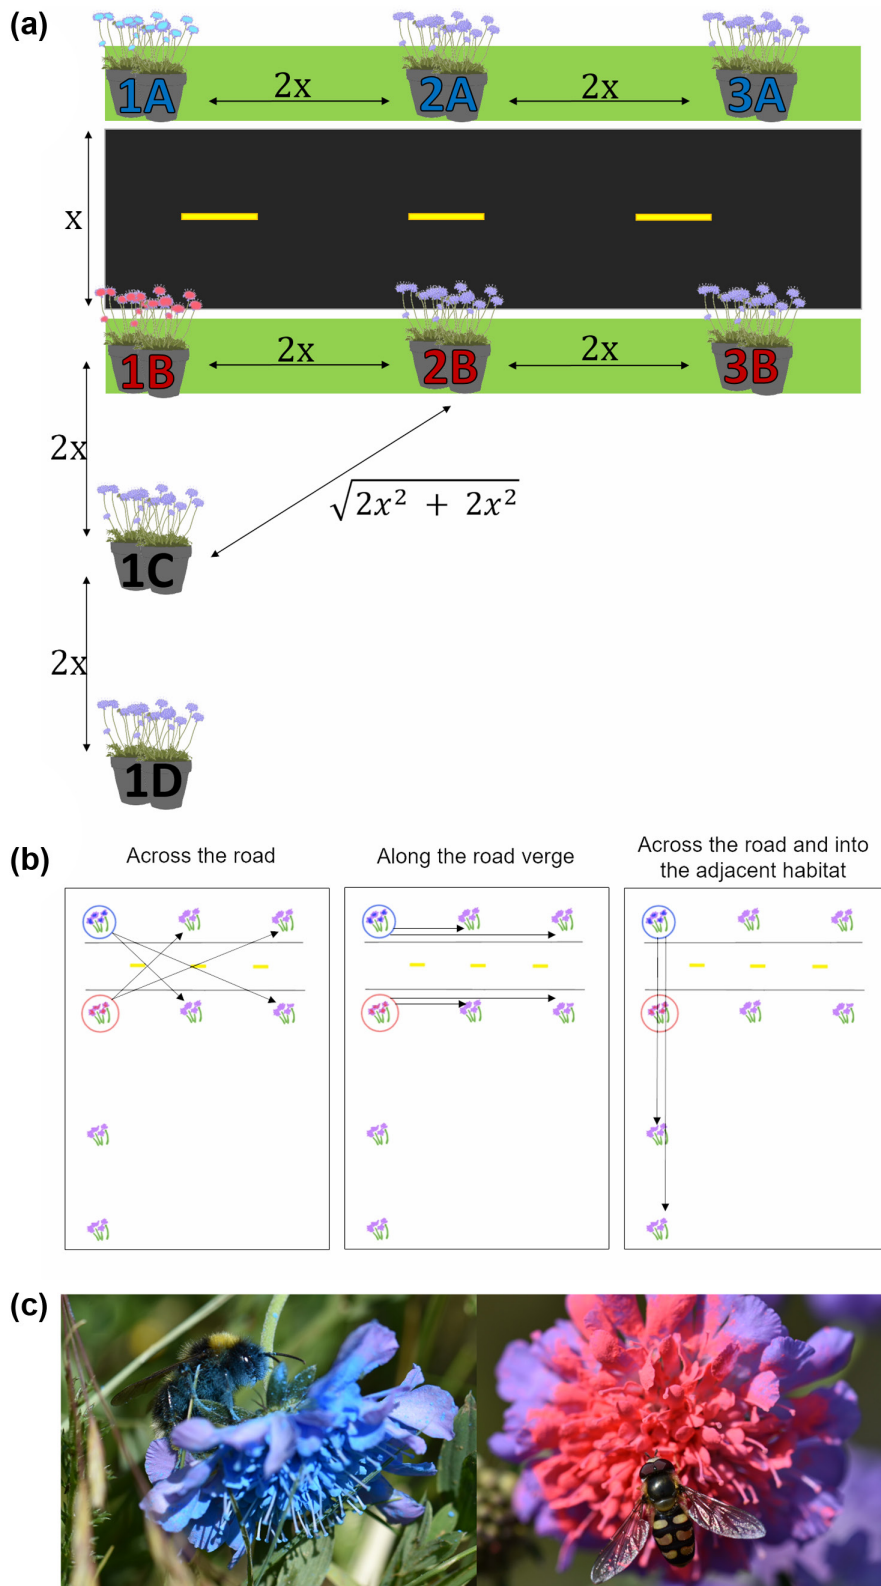 (a)
1A
2x
2A
2x
3A
x
1B
2x
2B
2x
3B
2x
√2x² + 2x²
1C
2x
1D
(b)
Across the road
Along the road verge
Across the road and into
the adjacent habitat
(c)